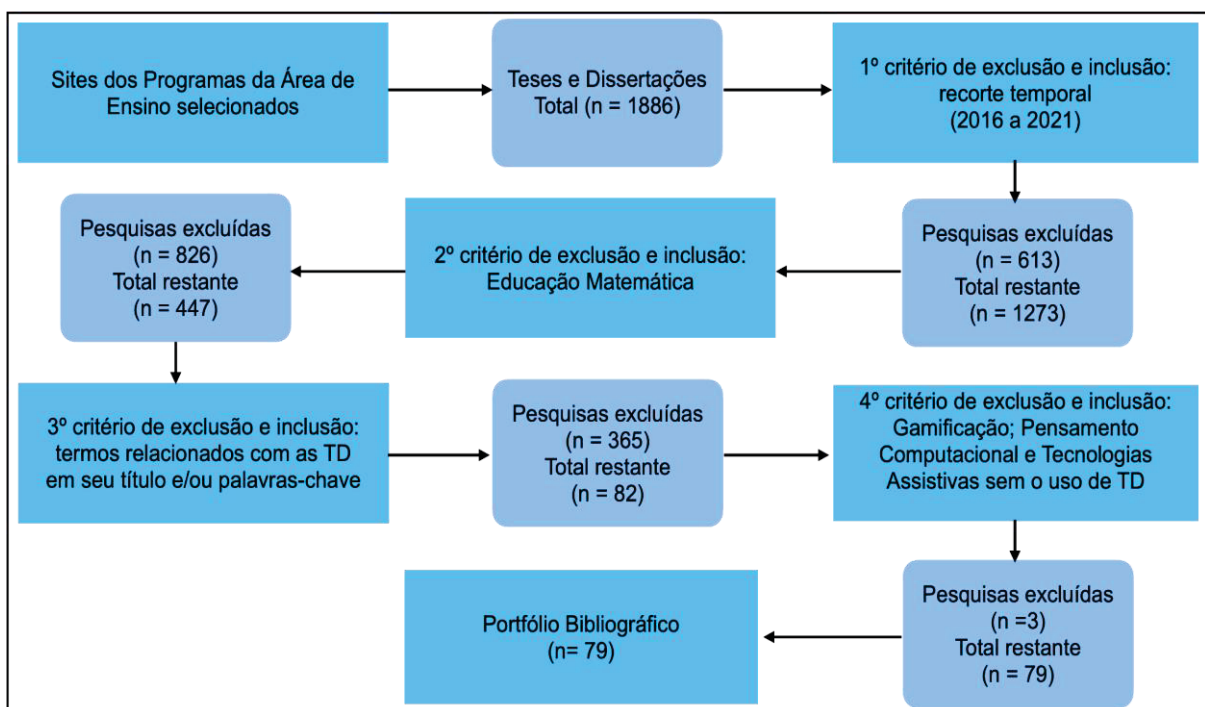 Sites dos Programas da Área de
Ensino selecionados
Teses e Dissertações
Total (n = 1886)
1º critério de exclusão e inclusão:
recorte temporal
(2016 a 2021)
Pesquisas excluídas
(n = 613)
Total restante
(n = 1273)
2º critério de exclusão e inclusão:
Educação Matemática
Pesquisas excluídas
(n = 826)
Total restante
(n = 447)
3º critério de exclusão e inclusão:
termos relacionados com as TD
em seu título e/ou palavras-chave
Pesquisas excluídas
(n = 365)
Total restante
(n = 82)
4º critério de exclusão e inclusão:
Gamificação; Pensamento
Computacional e Tecnologias
Assistivas sem o uso de TD
Pesquisas excluídas
(n =3)
Total restante
(n = 79)
Portfólio Bibliográfico
(n= 79)